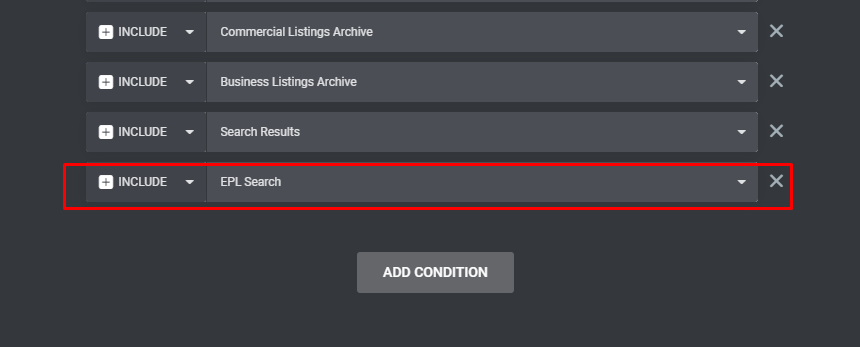 INCLUDE Commercial Listings Archive
INCLUDE Business Listings Archive
INCLUDE Search Results
INCLUDE EPL Search
ADD CONDITION